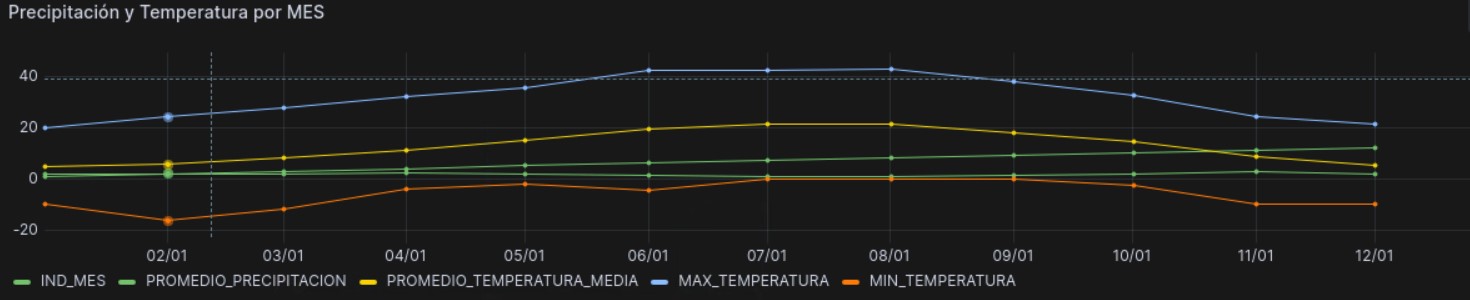 Precipitación y Temperatura por MES
40
20
0
-20
02/01 03/01 04/01 05/01 06/01 07/01 08/01 09/01 10/01 11/01 12/01
IND_MES PROMEDIO_PRECIPITACION PROMEDIO_TEMPERATURA_MEDIA MAX_TEMPERATURA MIN_TEMPERATURA